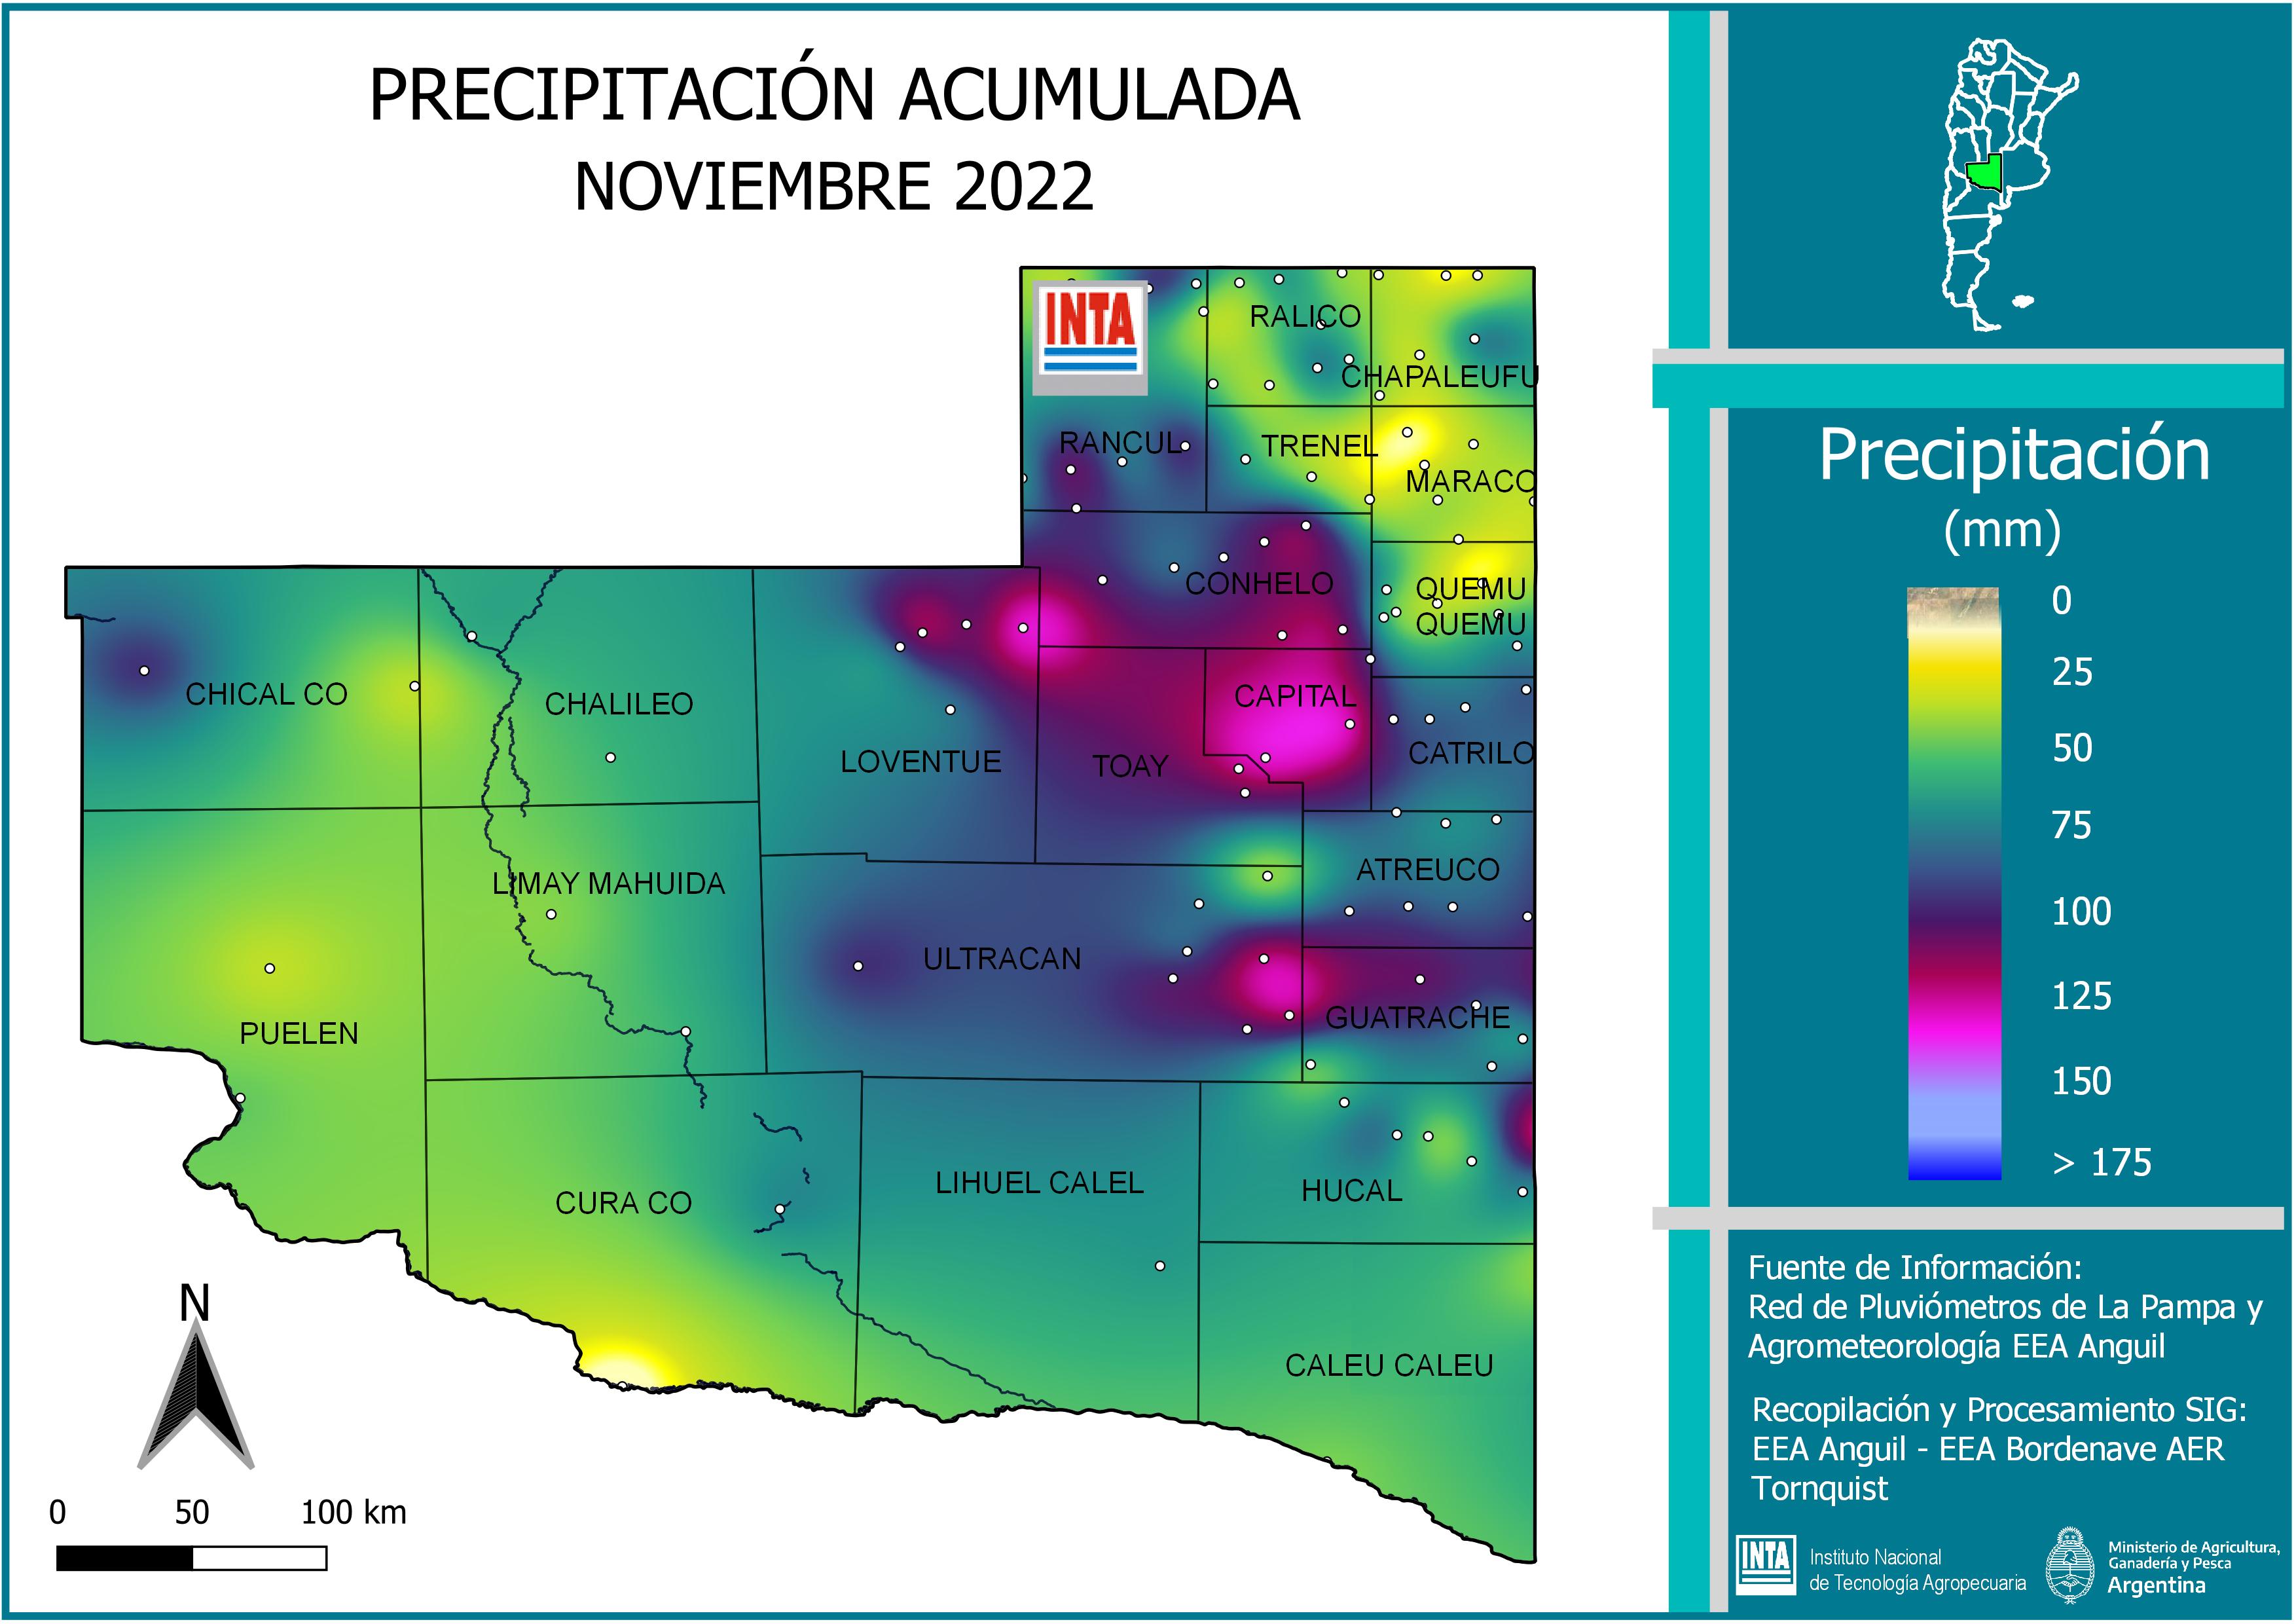 PRECIPITACIÓN ACUMULADA
NOVIEMBRE 2022
INTA
RALICO
CHAPALEUFU
RANCUL
TRENEL
MARACO
CONHELO
QUEMU
QUEMU
CHICAL CO
CHALILEO
CAPITAL
LOVENTUE
TOAY
CATRILO
LIMAY MAHUIDA
ATREUCO
ULTRACAN
GUATRACHE
PUELEN
CURA CO
LIHUEL CALEL
HUCAL
CALEU CALEU
N
0 50 100 km
Precipitación
(mm)
0
25
50
75
100
125
150
> 175
Fuente de Información:
Red de Pluviómetros de La Pampa y
Agrometeorología EEA Anguil
Recopilación y Procesamiento SIG:
EEA Anguil - EEA Bordenave AER
Tornquist
INTA
Instituto Nacional
de Tecnología Agropecuaria
Ministerio de Agricultura,
Ganadería y Pesca
Argentina